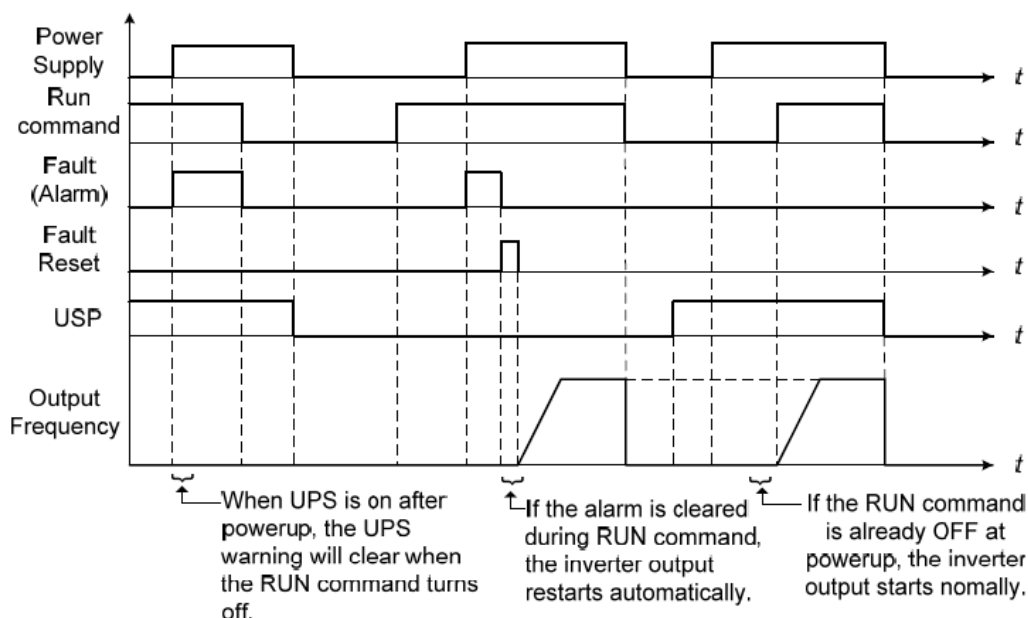 Power
Supply
t
Run
command
t
Fault
(Alarm)
t
Fault
Reset
t
USP
t
Output
Frequency
t
When UPS is on after
powerup, the UPS
warning will clear when
the RUN command turns
off.
If the alarm is cleared
during RUN command,
the inverter output
restarts automatically.
If the RUN command
is already OFF at
powerup, the inverter
output starts nomally.